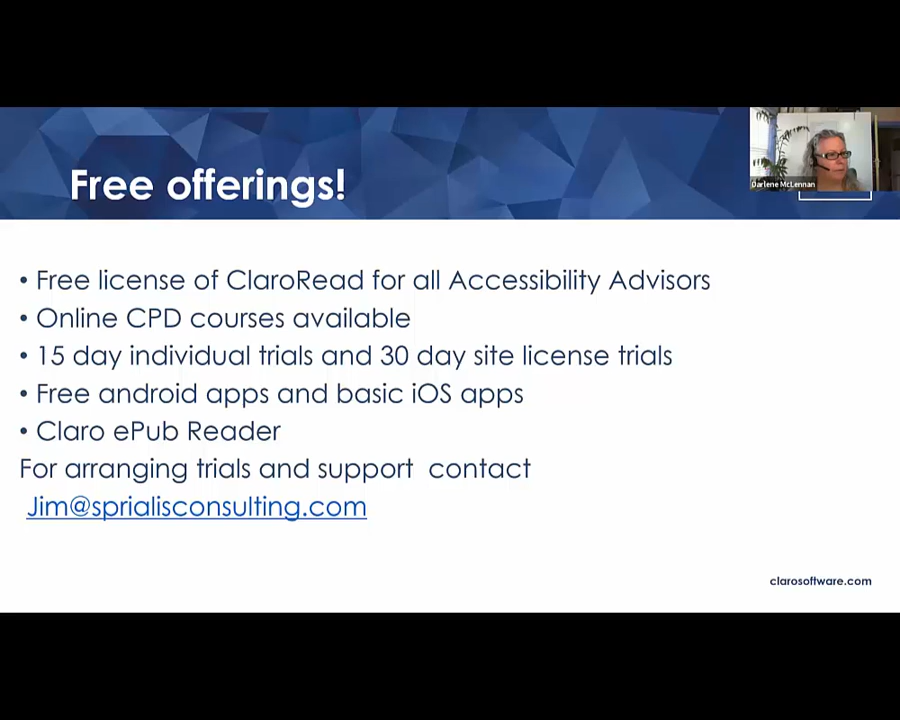 Free offerings!
Darlene McLennan
• Free license of ClaroRead for all Accessibility Advisors
• Online CPD courses available
• 15 day individual trials and 30 day site license trials
• Free android apps and basic iOS apps
• Claro ePub Reader
For arranging trials and support  contact
Jim@sprialisconsulting.com
clarosoftware.com